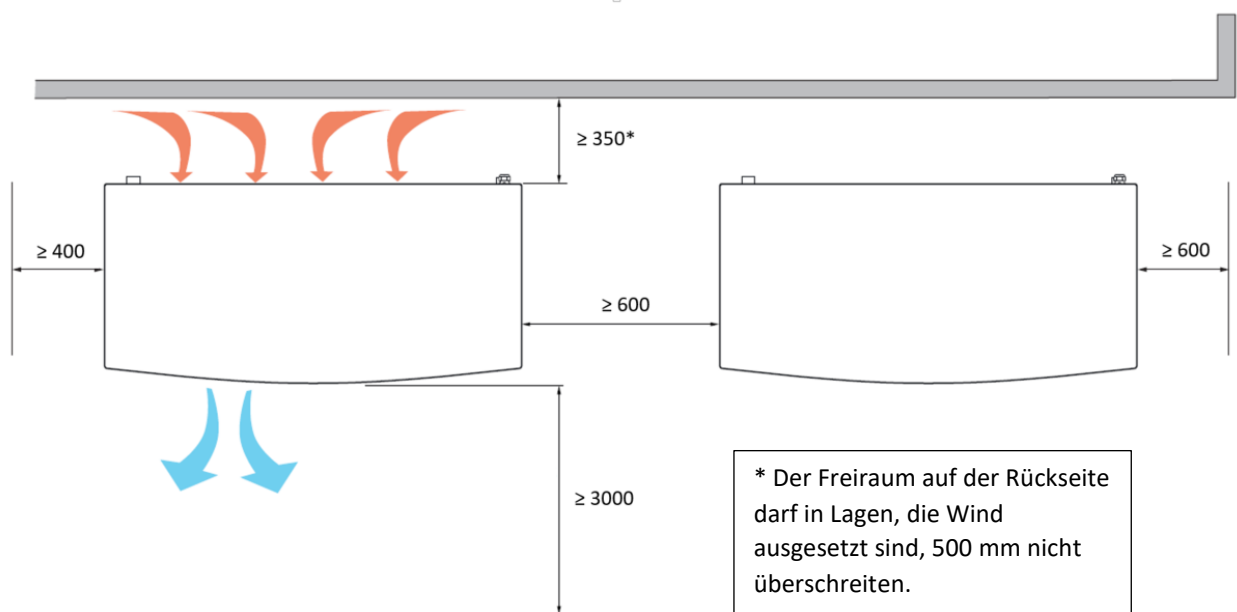 ≥ 350*
≥ 400
≥ 600
≥ 600
≥ 3000
* Der Freiraum auf der Rückseite
darf in Lagen, die Wind
ausgesetzt sind, 500 mm nicht
überschreiten.